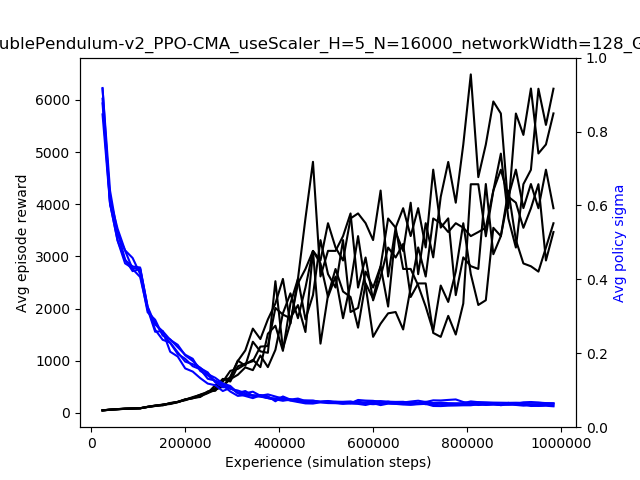 ublePendulum-v2_PPO-CMA_useScaler_H=5_N=16000_networkWidth=128_G
6000
5000
4000
3000
2000
1000
0
Avg episode reward
1.0
0.8
0.6
0.4
0.2
0.0
Avg policy sigma
0 200000 400000 600000 800000 1000000
Experience (simulation steps)